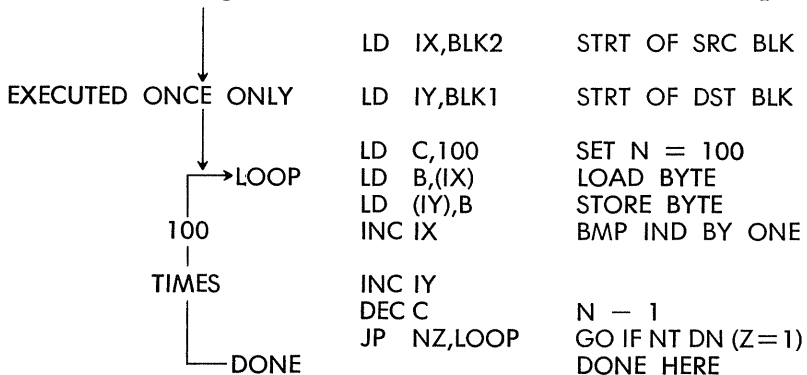 LD IX,BLK2 STRT OF SRC BLK
EXECUTED ONCE ONLY LD IY,BLK1 STRT OF DST BLK
LD C,100 SET N = 100
LOOP LD B,(IX) LOAD BYTE
LD (IY),B STORE BYTE
100 INC IX BMP IND BY ONE
TIMES INC IY
DEC C N − 1
JP NZ,LOOP GO IF NT DN (Z=1)
DONE DONE HERE